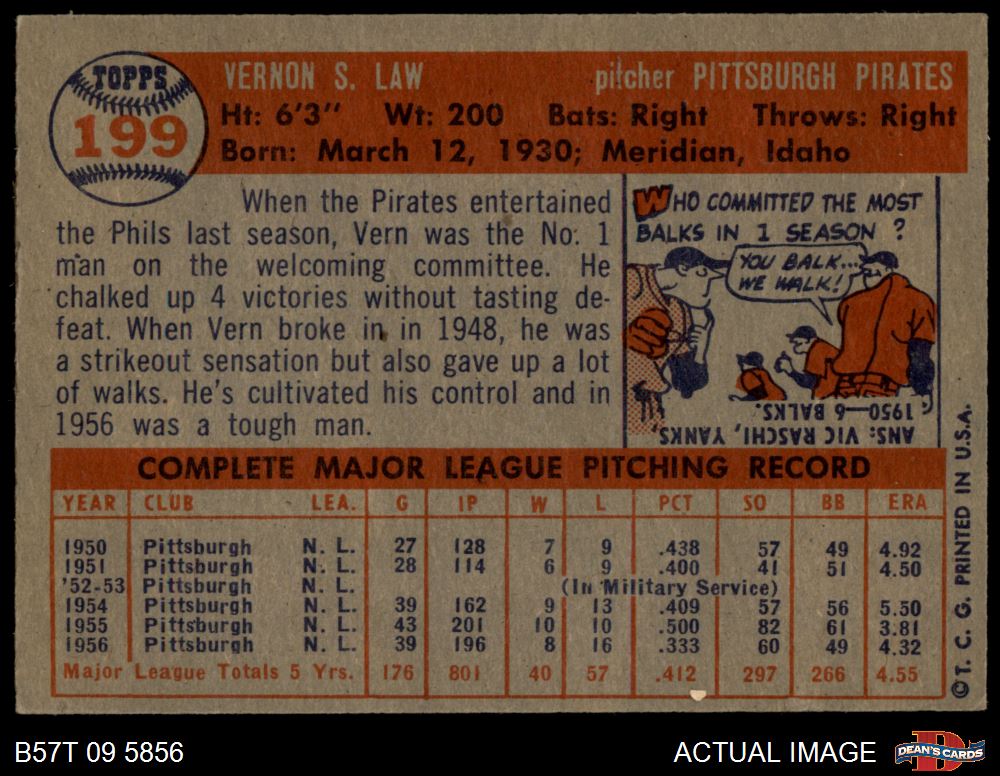 TOPPS
199
VERNON S. LAW pitcher PITTSBURGH PIRATES
Ht: 6'3" Wt: 200 Bats: Right Throws: Right
Born: March 12, 1930; Meridian, Idaho
When the Pirates entertained
the Phils last season, Vern was the No. 1
man on the welcoming committee. He
chalked up 4 victories without tasting de-
feat. When Vern broke in in 1948, he was
a strikeout sensation but also gave up a lot
of walks. He's cultivated his control and in
1956 was a tough man.
WHO COMMITTED THE MOST
BALKS IN 1 SEASON ?
YOU BALK...
WE WALK!
ANS: VIC RASCHI, YANKS,
1950—6 BALKS.
COMPLETE MAJOR LEAGUE PITCHING RECORD
YEAR CLUB LEA. G IP W L PCT SO BB ERA
1950 Pittsburgh N. L. 27 128 7 9 .438 57 49 4.92
1951 Pittsburgh N. L. 28 114 6 9 .400 41 51 4.50
'52-53 Pittsburgh N. L. (In Military Service)
1954 Pittsburgh N. L. 39 162 9 13 .409 57 56 5.50
1955 Pittsburgh N. L. 43 201 10 10 .500 82 61 3.81
1956 Pittsburgh N. L. 39 196 8 16 .333 60 49 4.32
Major League Totals 5 Yrs. 176 801 40 57 .412 297 266 4.55
©T. C. G. PRINTED IN U.S.A.
B57T 09 5856 ACTUAL IMAGE DEAN'S CARDS